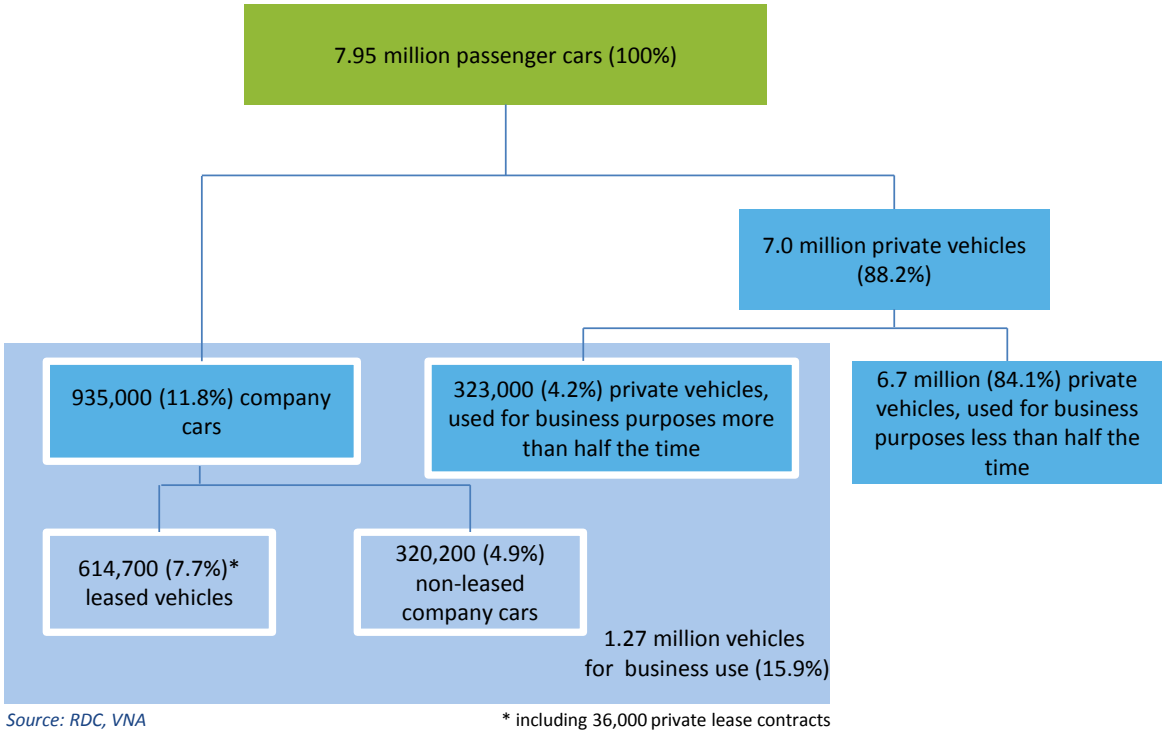 7.95 million passenger cars (100%)
7.0 million private vehicles
(88.2%)
935,000 (11.8%) company
cars
323,000 (4.2%) private vehicles,
used for business purposes more
than half the time
6.7 million (84.1%) private
vehicles, used for business
purposes less than half the
time
614,700 (7.7%)*
leased vehicles
320,200 (4.9%)
non-leased
company cars
1.27 million vehicles
for business use (15.9%)
Source: RDC, VNA
* including 36,000 private lease contracts